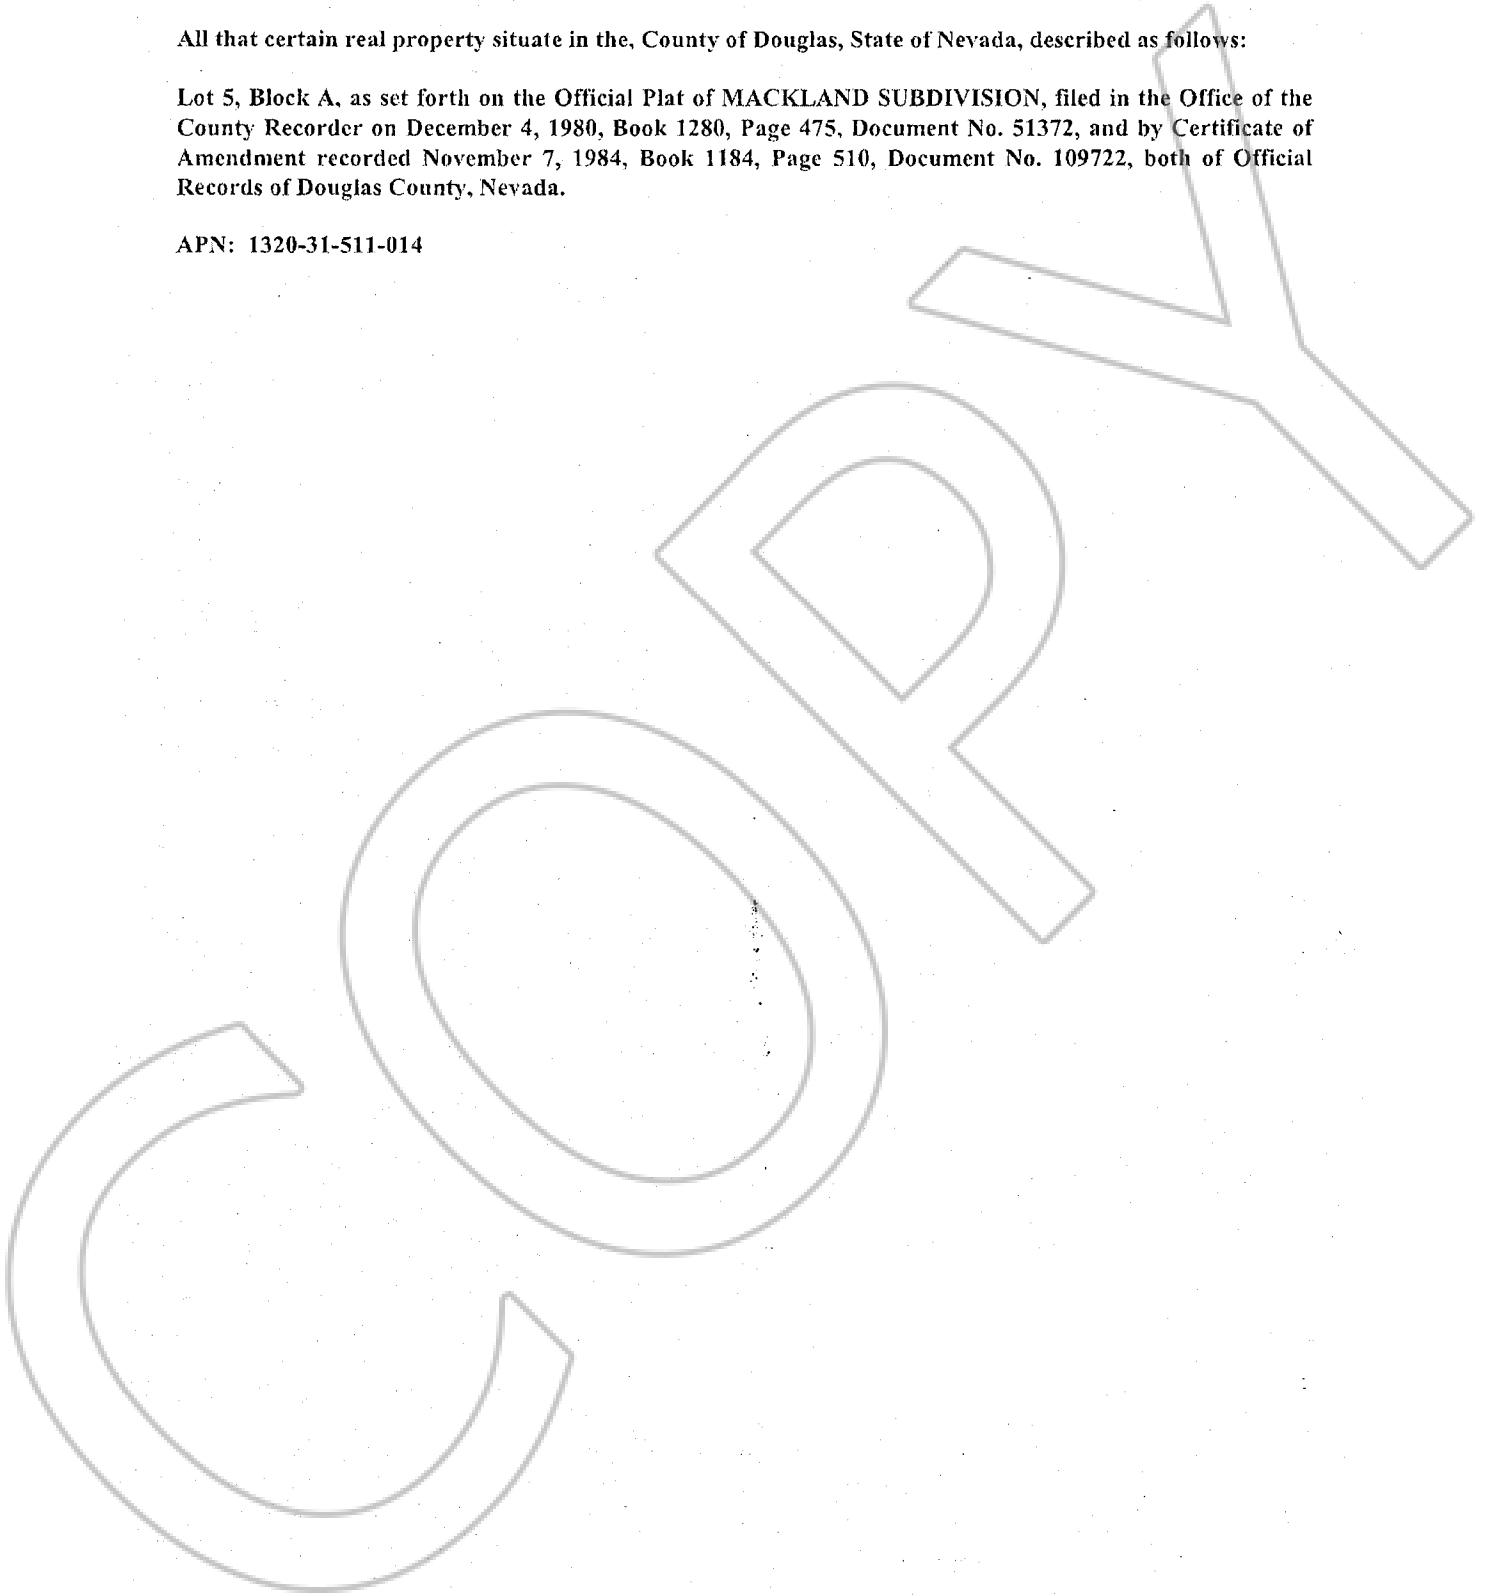 All that certain real property situate in the, County of Douglas, State of Nevada, described as follows:
Lot 5, Block A, as set forth on the Official Plat of MACKLAND SUBDIVISION, filed in the Office of the
County Recorder on December 4, 1980, Book 1280, Page 475, Document No. 51372, and by Certificate of
Amendment recorded November 7, 1984, Book 1184, Page 510, Document No. 109722, both of Official
Records of Douglas County, Nevada.
APN: 1320-31-511-014
COPY